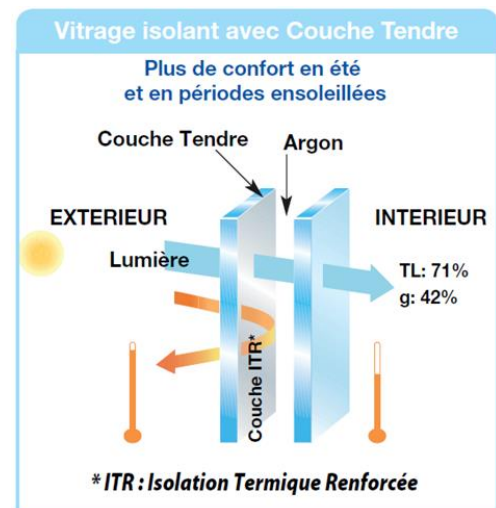 Vitrage isolant avec Couche Tendre
Plus de confort en été
et en périodes ensoleillées
Couche Tendre
Argon
EXTERIEUR
INTERIEUR
Lumière
TL: 71%
g: 42%
Couche ITR*
* ITR : Isolation Termique Renforcée